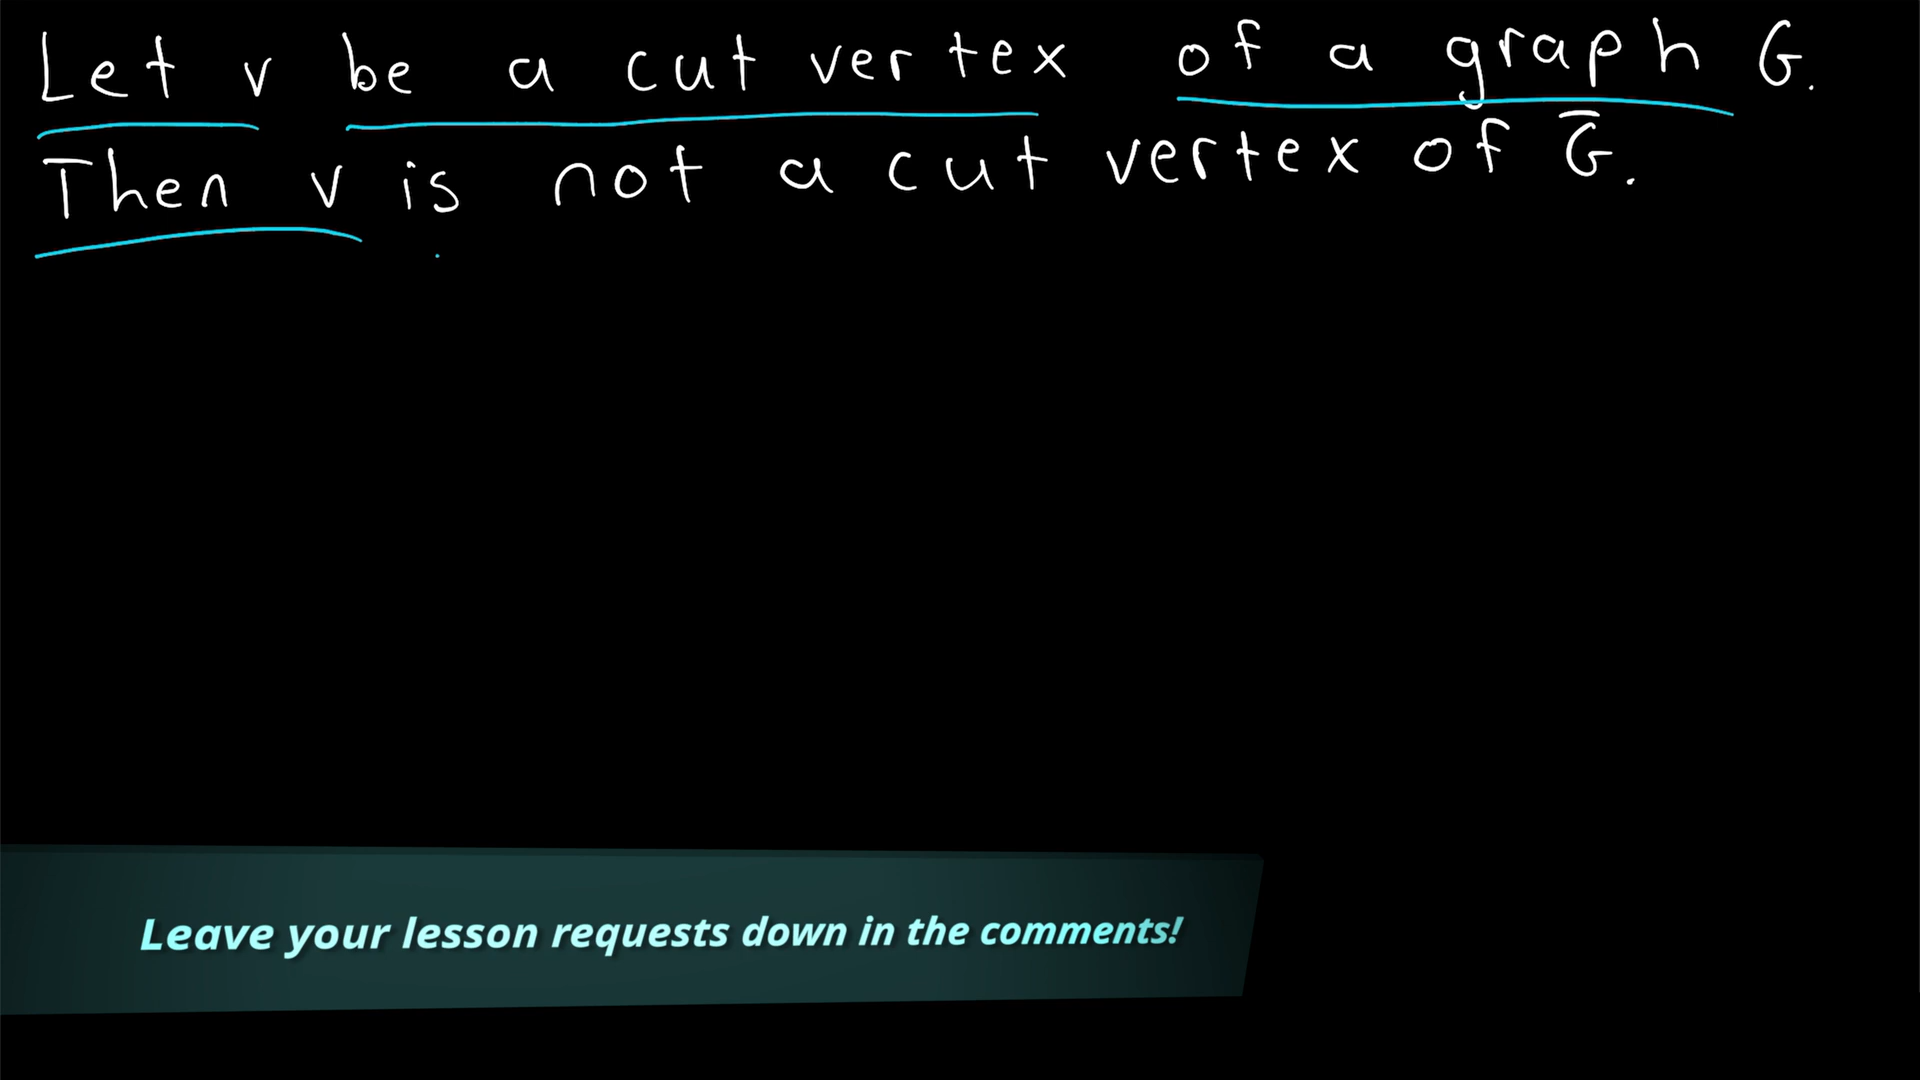 Let v be a cut vertex of a graph G.
Then v is not a cut vertex of G̅.
Leave your lesson requests down in the comments!